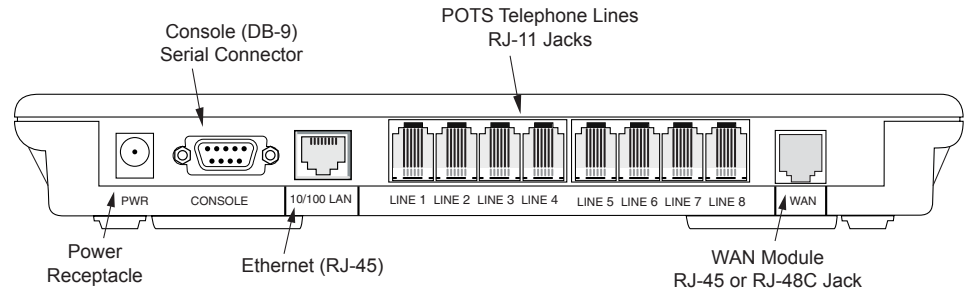 POTS Telephone Lines
RJ-11 Jacks
Console (DB-9)
Serial Connector
PWR
CONSOLE
10/100 LAN
LINE 1 LINE 2 LINE 3 LINE 4
LINE 5 LINE 6 LINE 7 LINE 8
WAN
Power
Receptacle
Ethernet (RJ-45)
WAN Module
RJ-45 or RJ-48C Jack